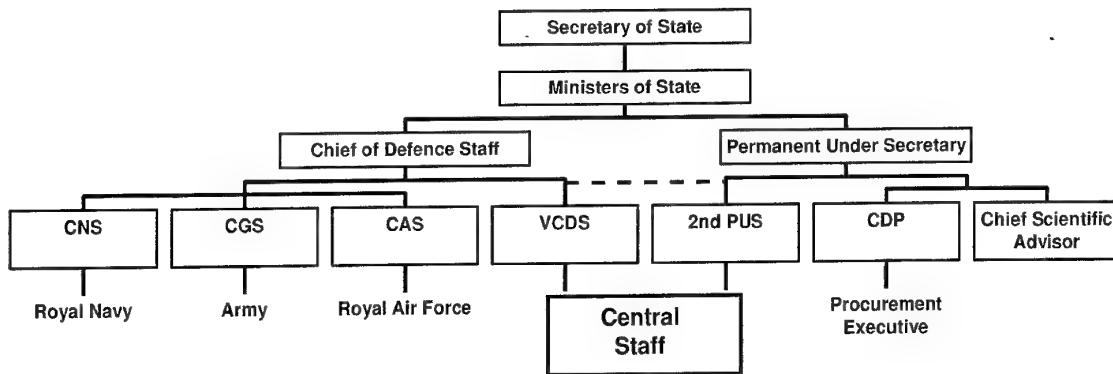 Secretary of State
Ministers of State
Chief of Defence Staff
Permanent Under Secretary
CNS
CGS
CAS
VCDS
2nd PUS
CDP
Chief Scientific
Advisor
Royal Navy
Army
Royal Air Force
Central
Staff
Procurement
Executive